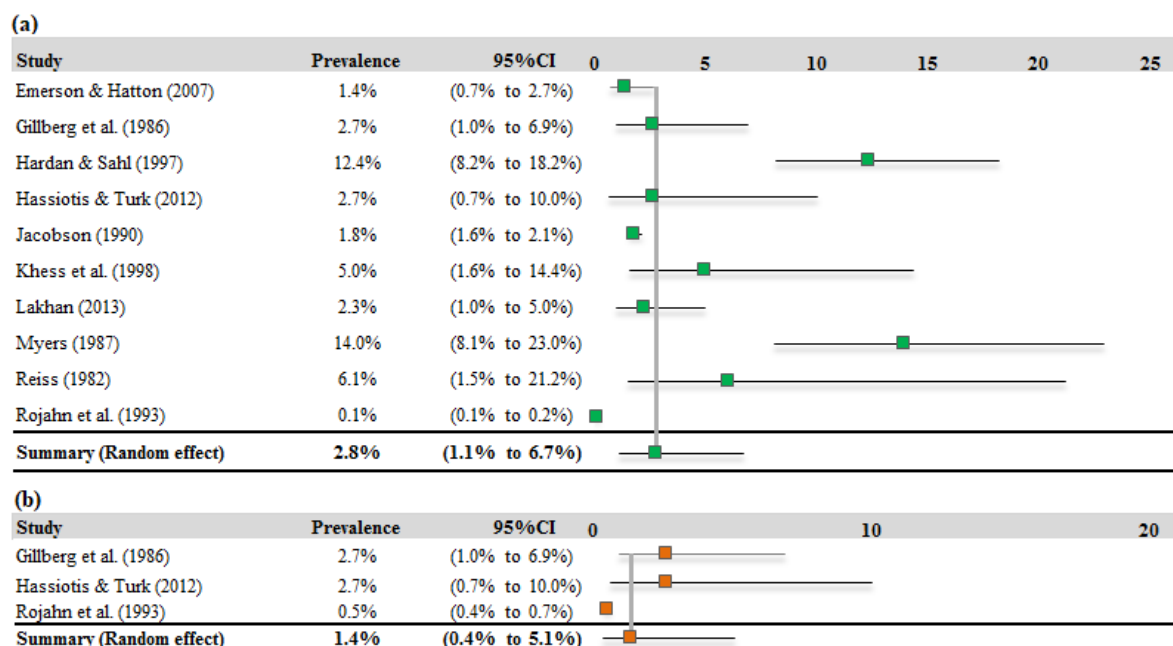 (a)
Study Prevalence 95%CI 0 5 10 15 20 25
Emerson & Hatton (2007) 1.4% (0.7% to 2.7%)
Gillberg et al. (1986) 2.7% (1.0% to 6.9%)
Hardan & Sahl (1997) 12.4% (8.2% to 18.2%)
Hassiotis & Turk (2012) 2.7% (0.7% to 10.0%)
Jacobson (1990) 1.8% (1.6% to 2.1%)
Khess et al. (1998) 5.0% (1.6% to 14.4%)
Lakhan (2013) 2.3% (1.0% to 5.0%)
Myers (1987) 14.0% (8.1% to 23.0%)
Reiss (1982) 6.1% (1.5% to 21.2%)
Rojahn et al. (1993) 0.1% (0.1% to 0.2%)
Summary (Random effect) 2.8% (1.1% to 6.7%)
(b)
Study Prevalence 95%CI 0 10 20
Gillberg et al. (1986) 2.7% (1.0% to 6.9%)
Hassiotis & Turk (2012) 2.7% (0.7% to 10.0%)
Rojahn et al. (1993) 0.5% (0.4% to 0.7%)
Summary (Random effect) 1.4% (0.4% to 5.1%)